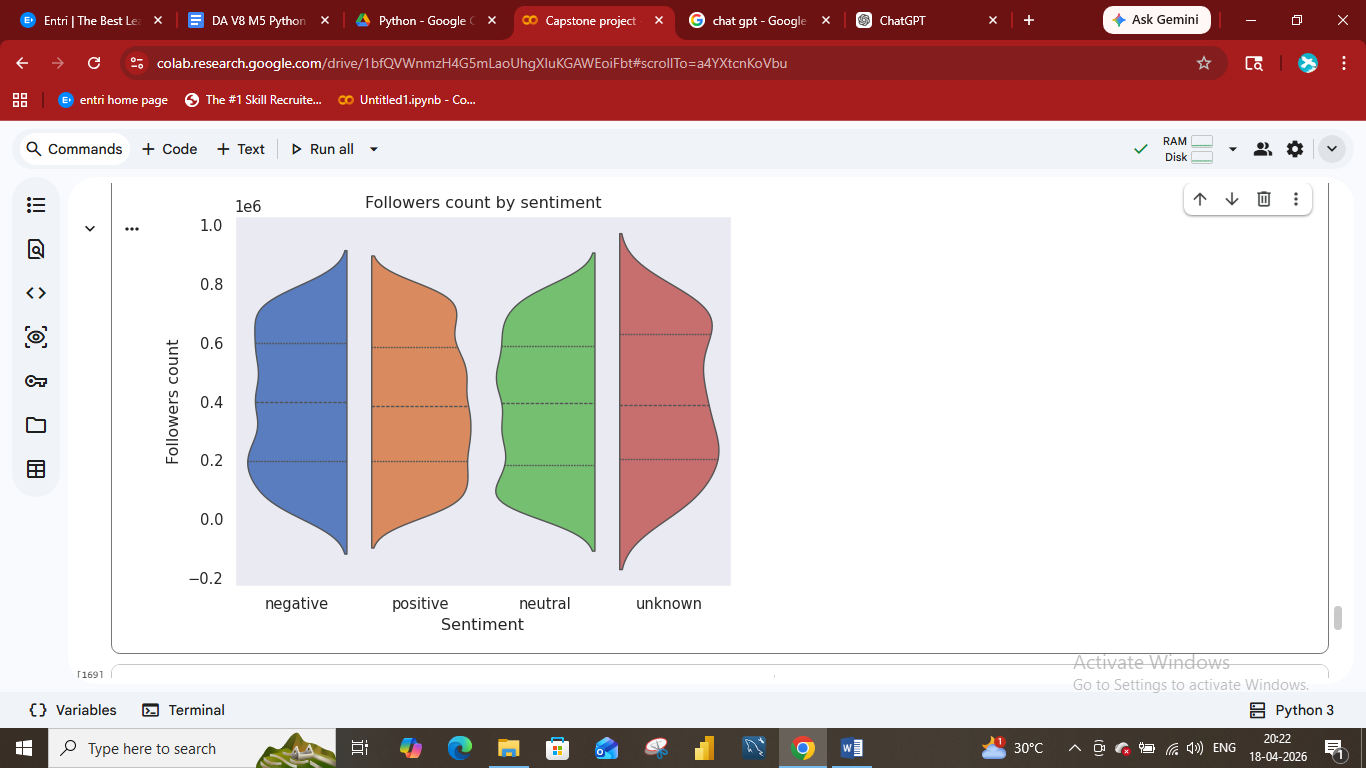 Entri | The Best Lea
DA V8 M5 Python
Python - Google C
Capstone project -
chat gpt - Google
ChatGPT
Ask Gemini
colab.research.google.com/drive/1bfQVWnmzH4G5mLaoUhgXluKGAWEoiFbt#scrollTo=a4YXtcnKoVbu
entri home page
The #1 Skill Recruite...
Untitled1.ipynb - Co...
Commands
+ Code
+ Text
Run all
RAM
Disk
Followers count by sentiment
1e6
1.0
0.8
0.6
0.4
0.2
0.0
−0.2
Followers count
negative
positive
neutral
unknown
Sentiment
[169]
Activate Windows
Go to Settings to activate Windows.
Variables
Terminal
Python 3
Type here to search
1
30°C
ENG
20:22
18-04-2026
1